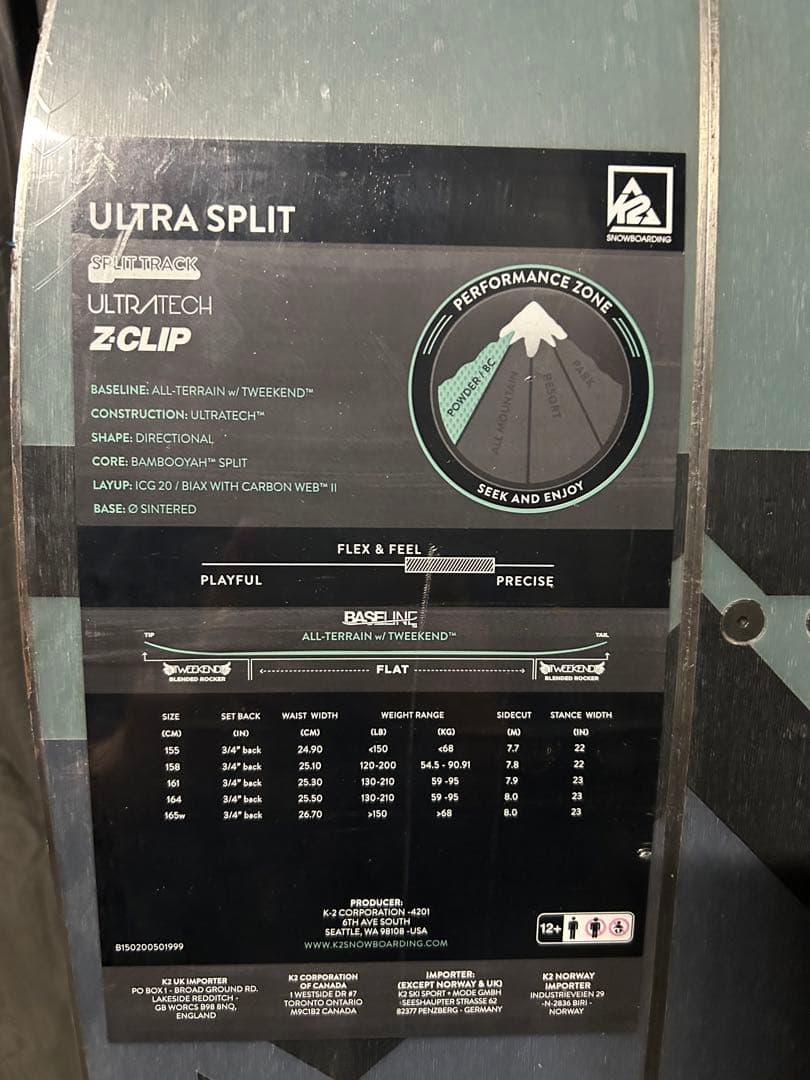 ULTRA SPLIT
K2
SNOWBOARDING
SPLIT TRACK
ULTRATECH
Z·CLIP
PERFORMANCE ZONE
POWDER / BC
ALL MOUNTAIN
RESORT
PARK
SEEK AND ENJOY
BASELINE: ALL-TERRAIN w/ TWEEKEND™
CONSTRUCTION: ULTRATECH™
SHAPE: DIRECTIONAL
CORE: BAMBOOYAH™ SPLIT
LAYUP: ICG 20 / BIAX WITH CARBON WEB™ II
BASE: Ø SINTERED
FLEX & FEEL
PLAYFUL PRECISE
BASELINE™
ALL-TERRAIN w/ TWEEKEND™
TIP TAIL
TWEEKEND FLAT TWEEKEND
BLENDED ROCKER BLENDED ROCKER
SIZE SET BACK WAIST WIDTH WEIGHT RANGE SIDECUT STANCE WIDTH
(CM) (IN) (CM) (LB) (KG) (M) (IN)
155 3/4" back 24.90 <150 <68 7.7 22
158 3/4" back 25.10 120-200 54.5 - 90.91 7.8 22
161 3/4" back 25.30 130-210 59 -95 7.9 23
164 3/4" back 25.50 130-210 59 -95 8.0 23
165w 3/4" back 26.70 >150 >68 8.0 23
PRODUCER:
K-2 CORPORATION -4201
6TH AVE SOUTH
SEATTLE, WA 98108 -USA
WWW.K2SNOWBOARDING.COM
B150200501999
12+
K2 UK IMPORTER
PO BOX 1 - BROAD GROUND RD.
LAKESIDE REDDITCH -
GB WORCS B98 8NQ,
ENGLAND
K2 CORPORATION
OF CANADA
1 WESTSIDE DR #7
TORONTO ONTARIO
M9C1B2 CANADA
IMPORTER:
(EXCEPT NORWAY & UK)
K2 SKI SPORT + MODE GMBH
-SEESHAUPTER STRASSE 62
82377 PENZBERG - GERMANY
K2 NORWAY
IMPORTER
INDUSTRIEVEIEN 29
-N-2836 BIRI -
NORWAY